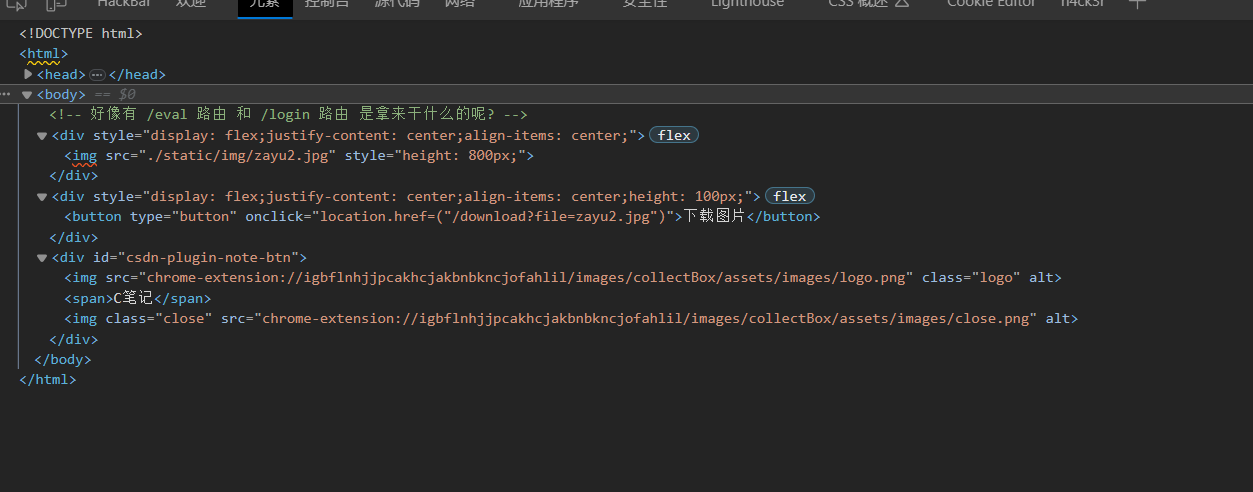 HackBar 欢迎 元素 控制台 源代码 网络 应用程序 安全性 Lighthouse CSS 概述 Cookie Editor h4ck3r
<!DOCTYPE html>
<html>
<head>…</head>
<body> == $0
<!-- 好像有 /eval 路由 和 /login 路由 是拿来干什么的呢? -->
<div style="display: flex;justify-content: center;align-items: center;"> flex
<img src="./static/img/zayu2.jpg" style="height: 800px;">
</div>
<div style="display: flex;justify-content: center;align-items: center;height: 100px;"> flex
<button type="button" onclick="location.href=("/download?file=zayu2.jpg")">下载图片</button>
</div>
<div id="csdn-plugin-note-btn">
<img src="chrome-extension://igbflnhjjpcakhcjakbnbkncjofahlil/images/collectBox/assets/images/logo.png" class="logo" alt>
<span>C笔记</span>
<img class="close" src="chrome-extension://igbflnhjjpcakhcjakbnbkncjofahlil/images/collectBox/assets/images/close.png" alt>
</div>
</body>
</html>